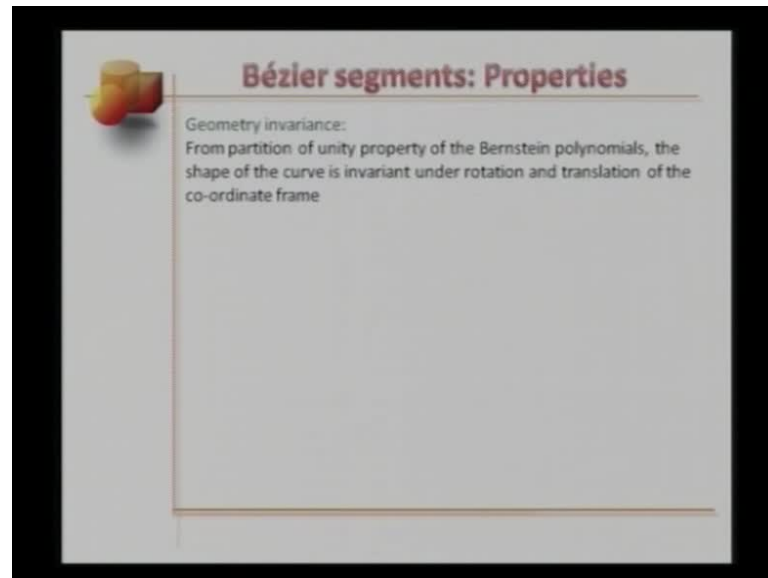 Bézier segments: Properties
Geometry invariance:
From partition of unity property of the Bernstein polynomials, the
shape of the curve is invariant under rotation and translation of the
co-ordinate frame